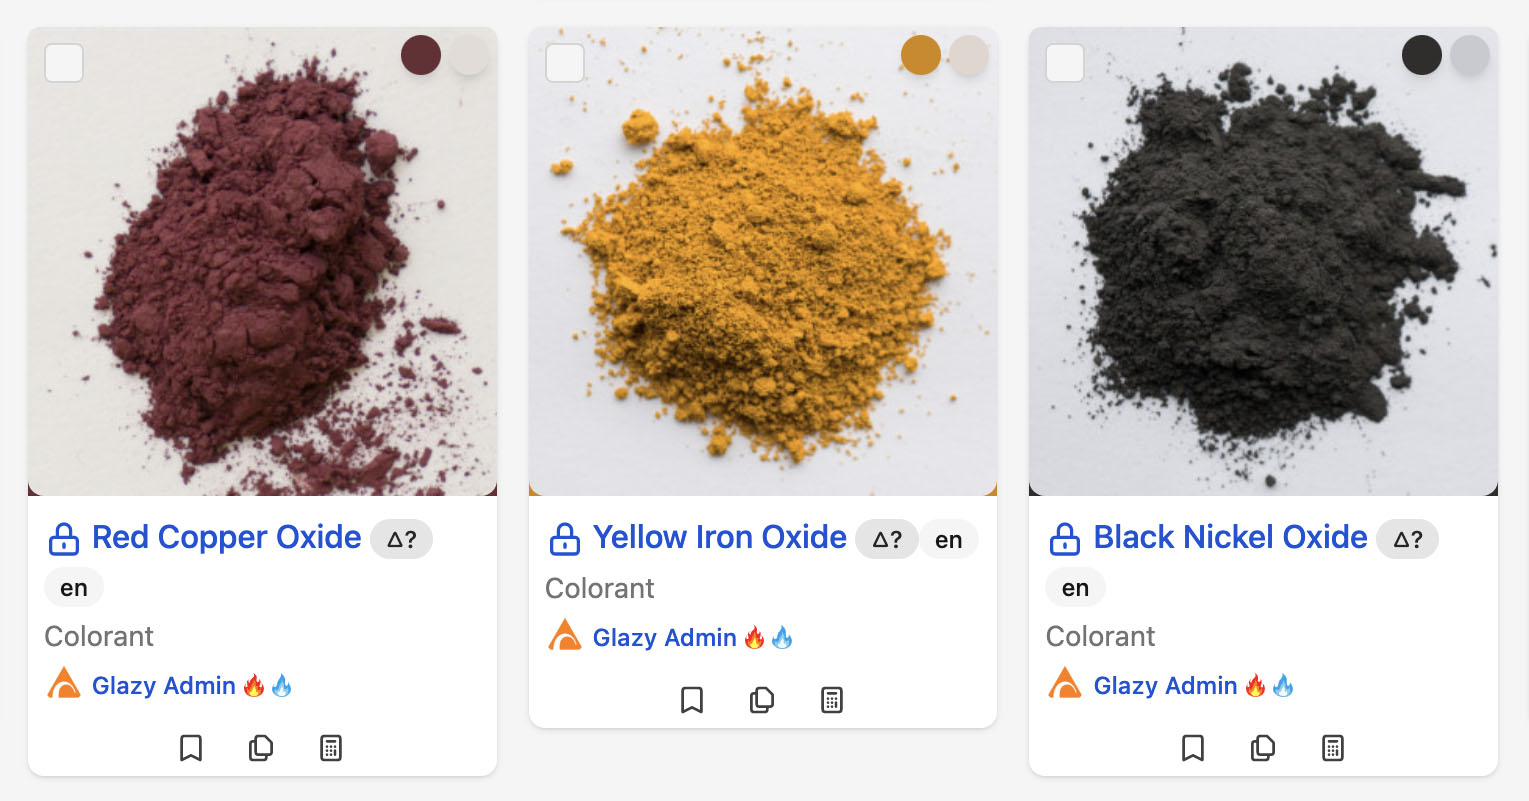 Red Copper Oxide Δ?
en
Colorant
Glazy Admin 🔥💧
Yellow Iron Oxide Δ? en
Colorant
Glazy Admin 🔥💧
Black Nickel Oxide Δ?
en
Colorant
Glazy Admin 🔥💧